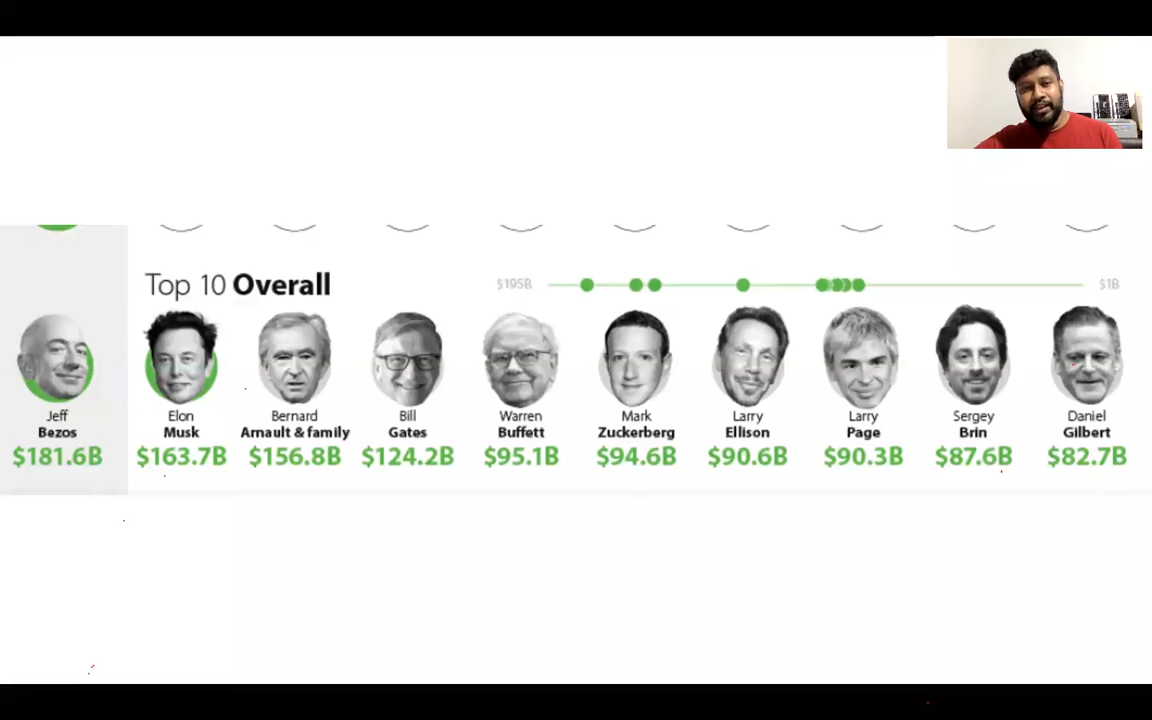 Top 10 Overall
$195B
$1B
Jeff
Bezos
$181.6B
Elon
Musk
$163.7B
Bernard
Arnault & family
$156.8B
Bill
Gates
$124.2B
Warren
Buffett
$95.1B
Mark
Zuckerberg
$94.6B
Larry
Ellison
$90.6B
Larry
Page
$90.3B
Sergey
Brin
$87.6B
Daniel
Gilbert
$82.7B